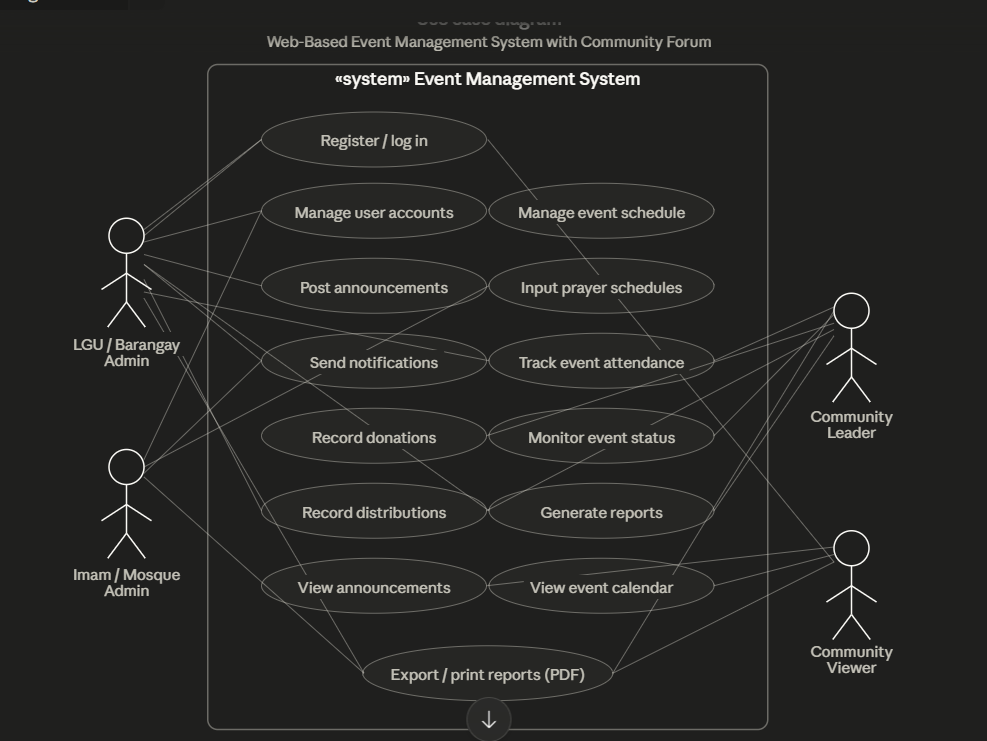 Use case diagram
Web-Based Event Management System with Community Forum
«system» Event Management System
Register / log in
Manage user accounts
Manage event schedule
Post announcements
Input prayer schedules
LGU / Barangay
Admin
Send notifications
Track event attendance
Community
Leader
Record donations
Monitor event status
Record distributions
Generate reports
Imam / Mosque
Admin
View announcements
View event calendar
Community
Viewer
Export / print reports (PDF)